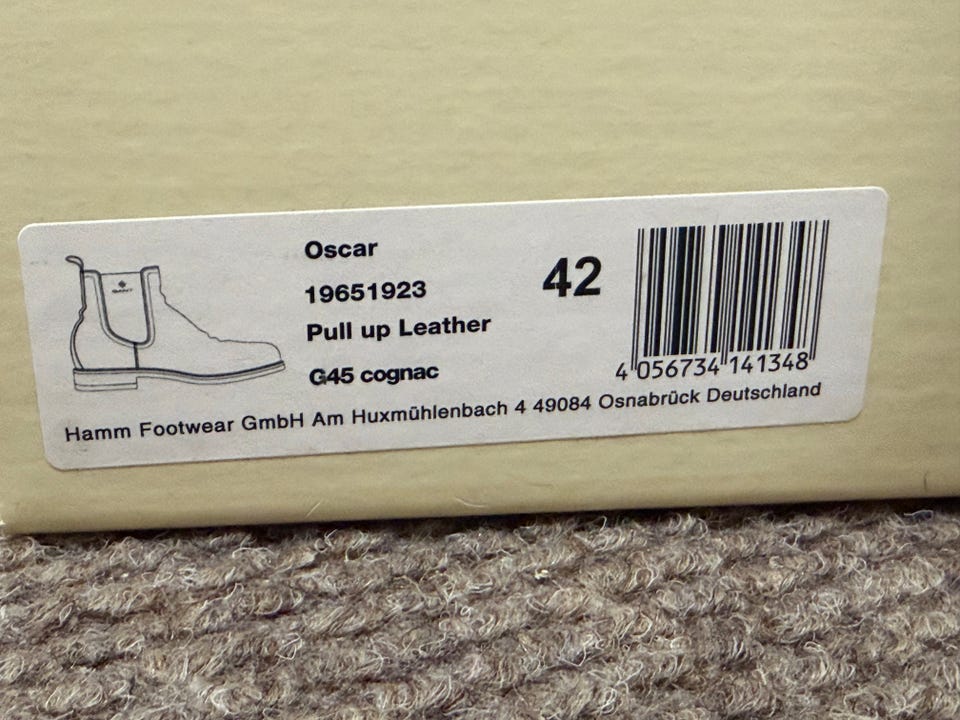 GANT
Oscar
19651923
Pull up Leather
G45 cognac
42
4 056734 141348
Hamm Footwear GmbH Am Huxmühlenbach 4 49084 Osnabrück Deutschland